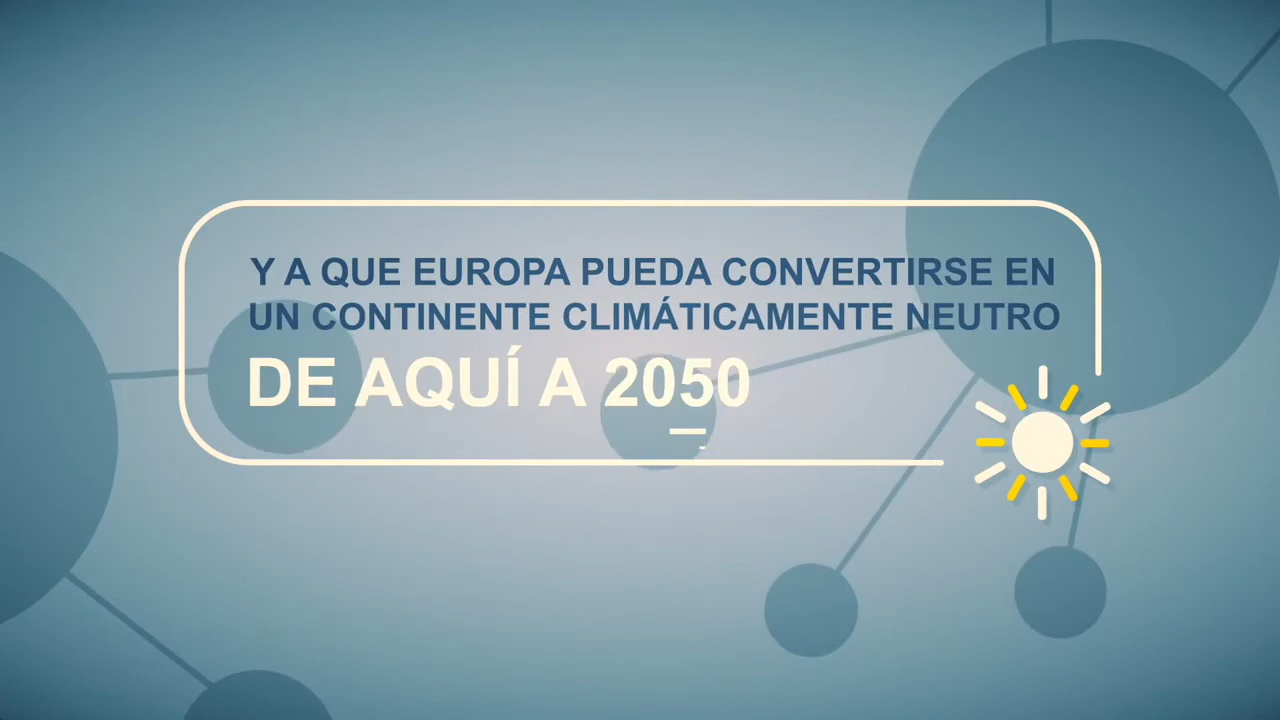 Y A QUE EUROPA PUEDA CONVERTIRSE EN
UN CONTINENTE CLIMÁTICAMENTE NEUTRO
DE AQUÍ A 2050